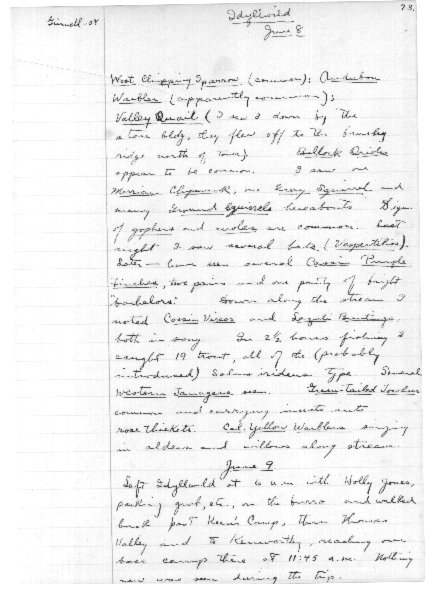 Grinnell-08
Idyllwild
73.
June 8
West Chipping Sparrow (common); Audubon
Warbler (apparently common);
Valley Quail (I saw 2 down by the
store bldg, they flew off to the brushy
ridge north of town). Bullock Orioles
appear to be common. I saw one
Merriam Chipmunk, one Gray Squirrel and
many Ground Squirrels hereabouts. Signs
of gophers and moles are common. Last
night I saw several bats (Vespertilios).
Later - have seen several Cassin Purple
finches, two pairs and one party of bright
"bachelors". Down along the stream I
noted Cassin Vireos and Lazuli Buntings,
both in song. In 2½ hours fishing I
caught 19 trout, all of the (probably
introduced) Salmo irideus type. Several
Western Tanagers seen. Green-tailed Towhees
common and carrying insects into
rose thickets. Cal. Yellow Warblers singing
in alders and willows along stream.
June 9
Left Idyllwild at 6 a.m. with Holly Jones,
packing grub, etc., on the burro and walked
back past Keen's Camp, thru Thomas
Valley and to Kenworthy, reaching our
base camp there at 11:45 a.m. Nothing
new was seen during the trip.